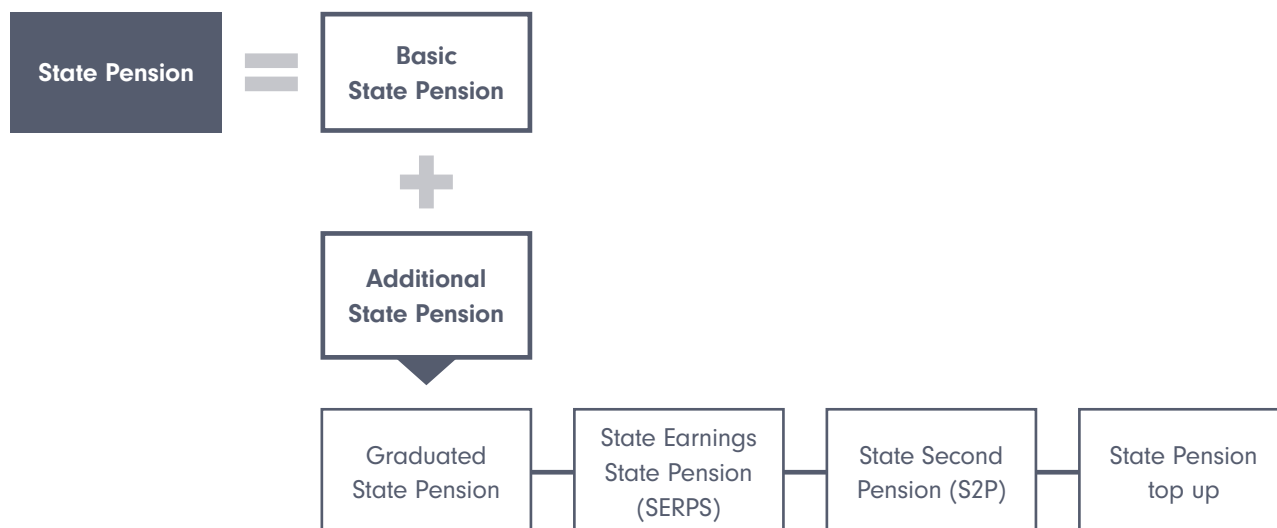 State Pension
Basic
State Pension
Additional
State Pension
Graduated
State Pension
State Earnings
State Pension
(SERPS)
State Second
Pension (S2P)
State Pension
top up